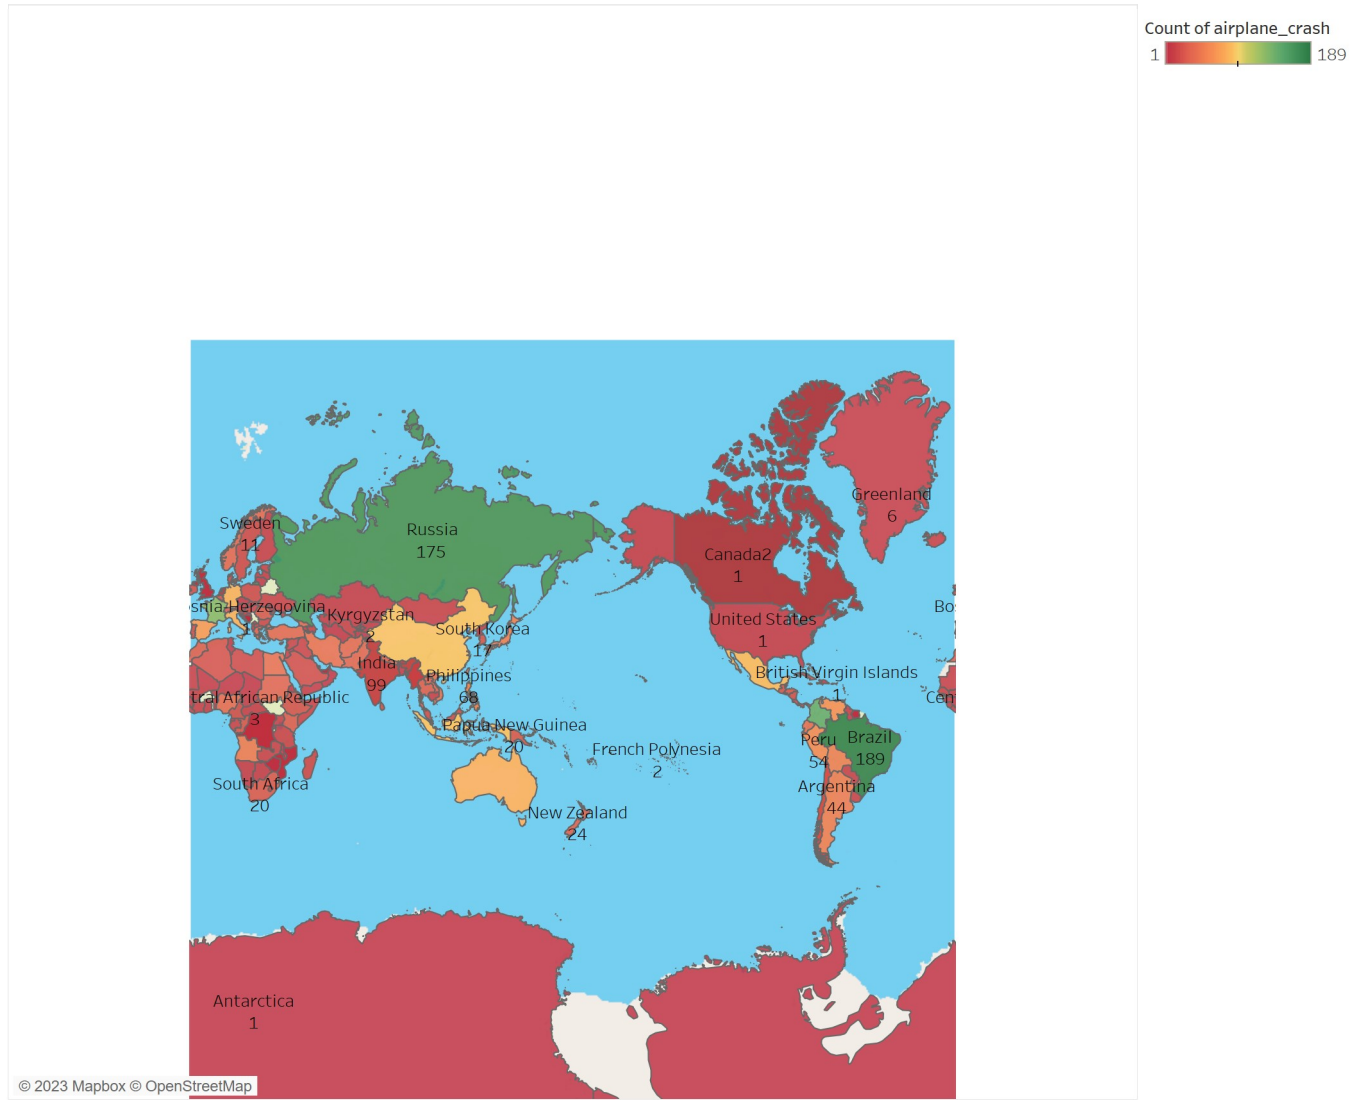 Count of airplane_crash
1 189
Greenland
6
Sweden
11
Russia
175
Canada2
1
snia-Herzegovina
1
Bo
Kyrgyzstan
2
United States
1
South Korea
17
India
99
Philippines
68
British Virgin Islands
1
tral African Republic
3
Cen
Papua New Guinea
20
French Polynesia
2
Peru
54
Brazil
189
South Africa
20
Argentina
44
New Zealand
24
Antarctica
1
© 2023 Mapbox © OpenStreetMap